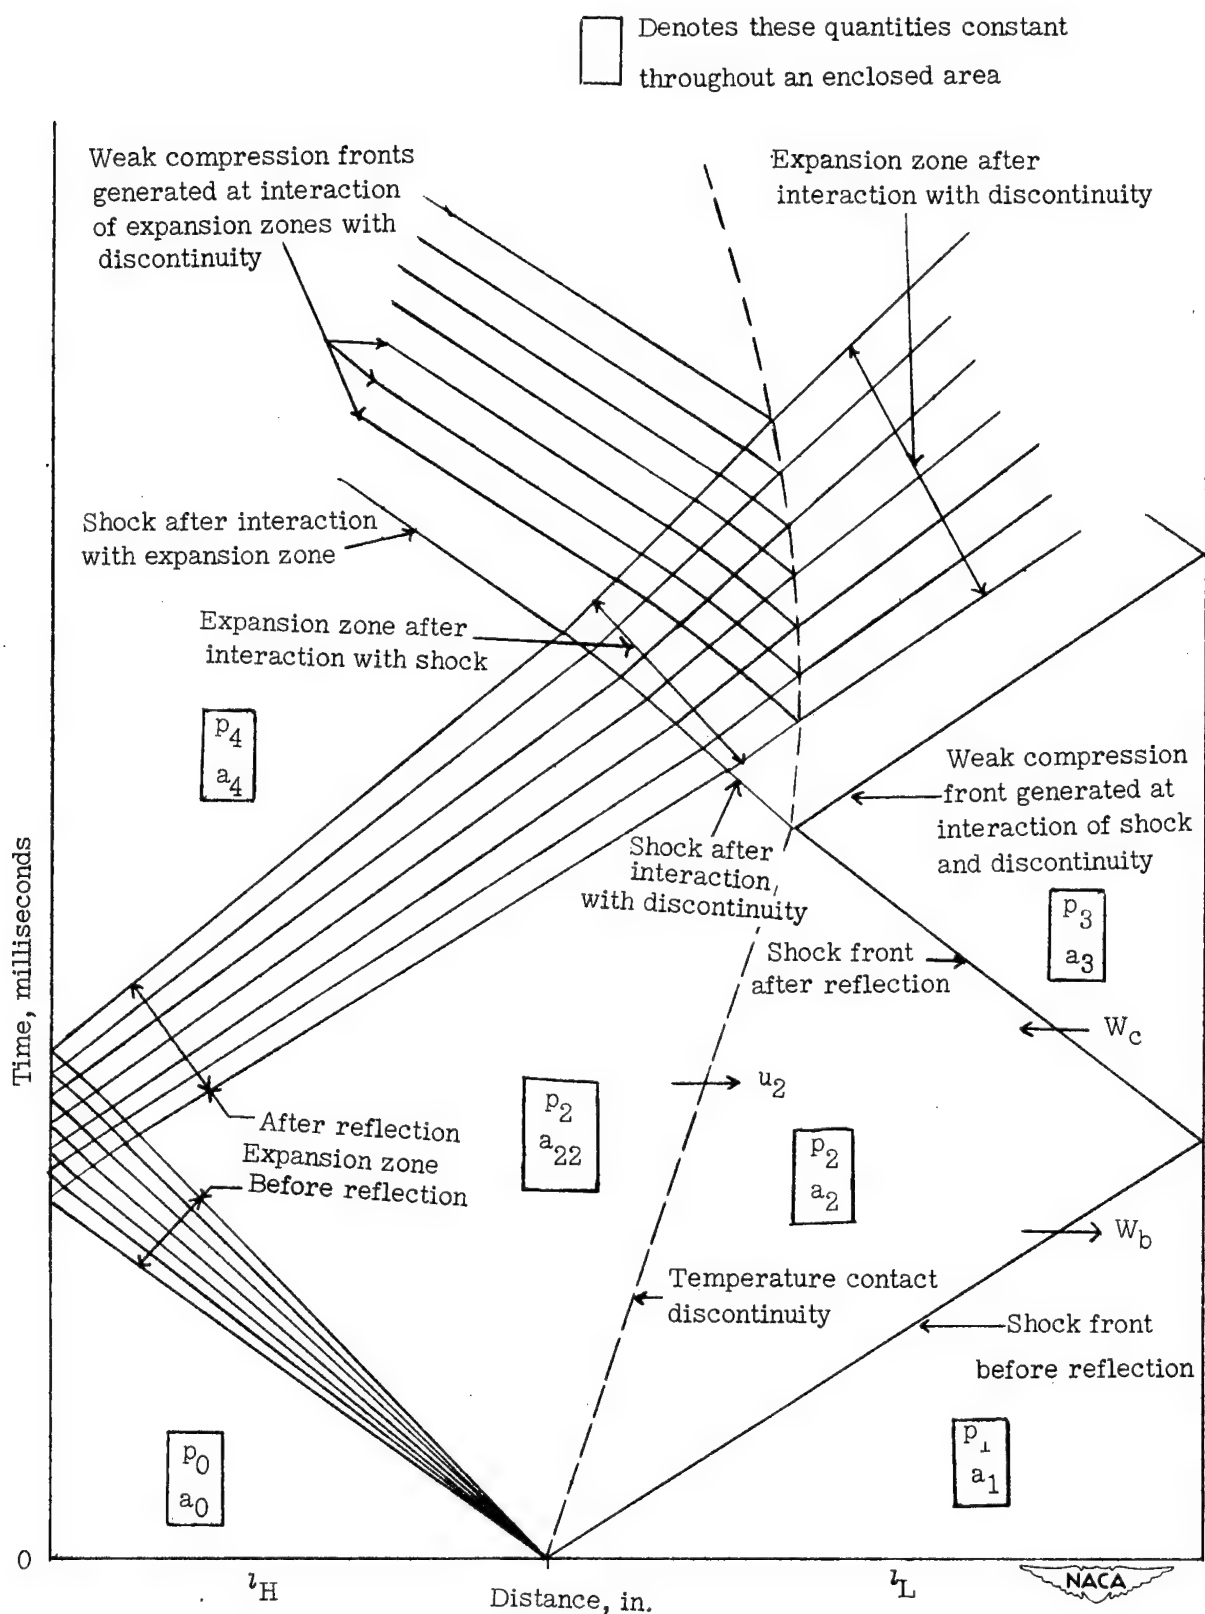 Denotes these quantities constant
throughout an enclosed area
Weak compression fronts
generated at interaction
of expansion zones with
discontinuity
Expansion zone after
interaction with discontinuity
Shock after interaction
with expansion zone
Expansion zone after
interaction with shock
p4
a4
Weak compression
front generated at
interaction of shock
and discontinuity
Shock after
interaction,
with discontinuity
p3
a3
Shock front
after reflection
Wc
u2
p2
a22
p2
a2
After reflection
Expansion zone
Before reflection
Wb
Temperature contact
discontinuity
Shock front
before reflection
p0
a0
p1
a1
Time, milliseconds
0
lH
Distance, in.
lL
NACA